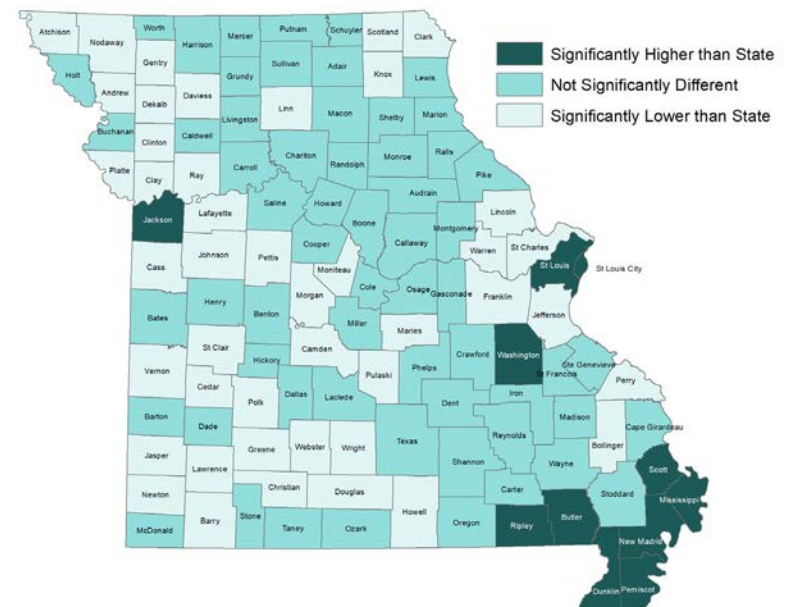 Atchison
Nodaway
Worth
Harrison
Mercer
Putnam
Schuyler
Scotland
Clark
Significantly Higher than State
Not Significantly Different
Significantly Lower than State
Holt
Gentry
Grundy
Sullivan
Adair
Knox
Lewis
Andrew
Dekalb
Daviess
Linn
Macon
Shelby
Marion
Buchanan
Clinton
Caldwell
Livingston
Chariton
Randolph
Monroe
Ralls
Platte
Clay
Ray
Carroll
Pike
Audrain
Jackson
Lafayette
Saline
Howard
Boone
Callaway
Montgomery
Lincoln
Warren
St Charles
St Louis
St Louis City
Cass
Johnson
Pettis
Cooper
Moniteau
Cole
Osage
Gasconade
Franklin
Jefferson
Bates
Henry
Benton
Morgan
Miller
Maries
Crawford
Washington
St Francois
Ste Genevieve
Perry
Vernon
St Clair
Hickory
Camden
Pulaski
Phelps
Cedar
Polk
Dallas
Laclede
Dent
Iron
Madison
Bollinger
Cape Girardeau
Barton
Dade
Texas
Reynolds
Wayne
Scott
Jasper
Lawrence
Greene
Webster
Wright
Shannon
Carter
Stoddard
Mississippi
Newton
Christian
Douglas
Howell
McDonald
Barry
Stone
Taney
Ozark
Oregon
Ripley
Butler
New Madrid
Dunklin
Pemiscot